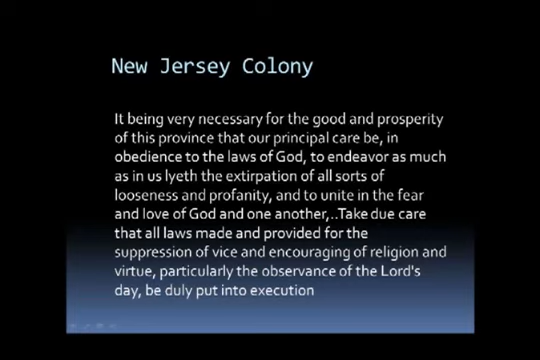 New Jersey Colony
It being very necessary for the good and prosperity
of this province that our principal care be, in
obedience to the laws of God, to endeavor as much
as in us lyeth the extirpation of all sorts of
looseness and profanity, and to unite in the fear
and love of God and one another,..Take due care
that all laws made and provided for the
suppression of vice and encouraging of religion and
virtue, particularly the observance of the Lord's
day, be duly put into execution